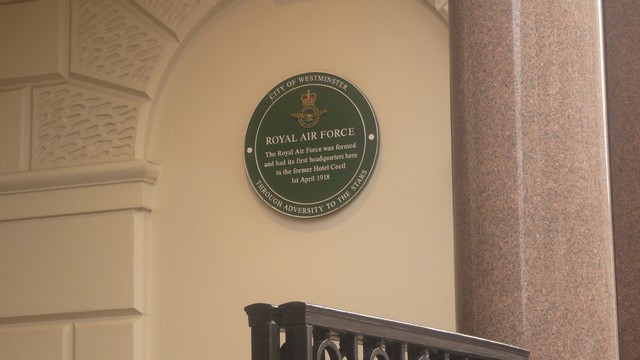 CITY OF WESTMINSTER
ROYAL AIR FORCE
The Royal Air Force was formed
and had its first headquarters here
in the former Hotel Cecil
1st April 1918
THROUGH ADVERSITY TO THE STARS